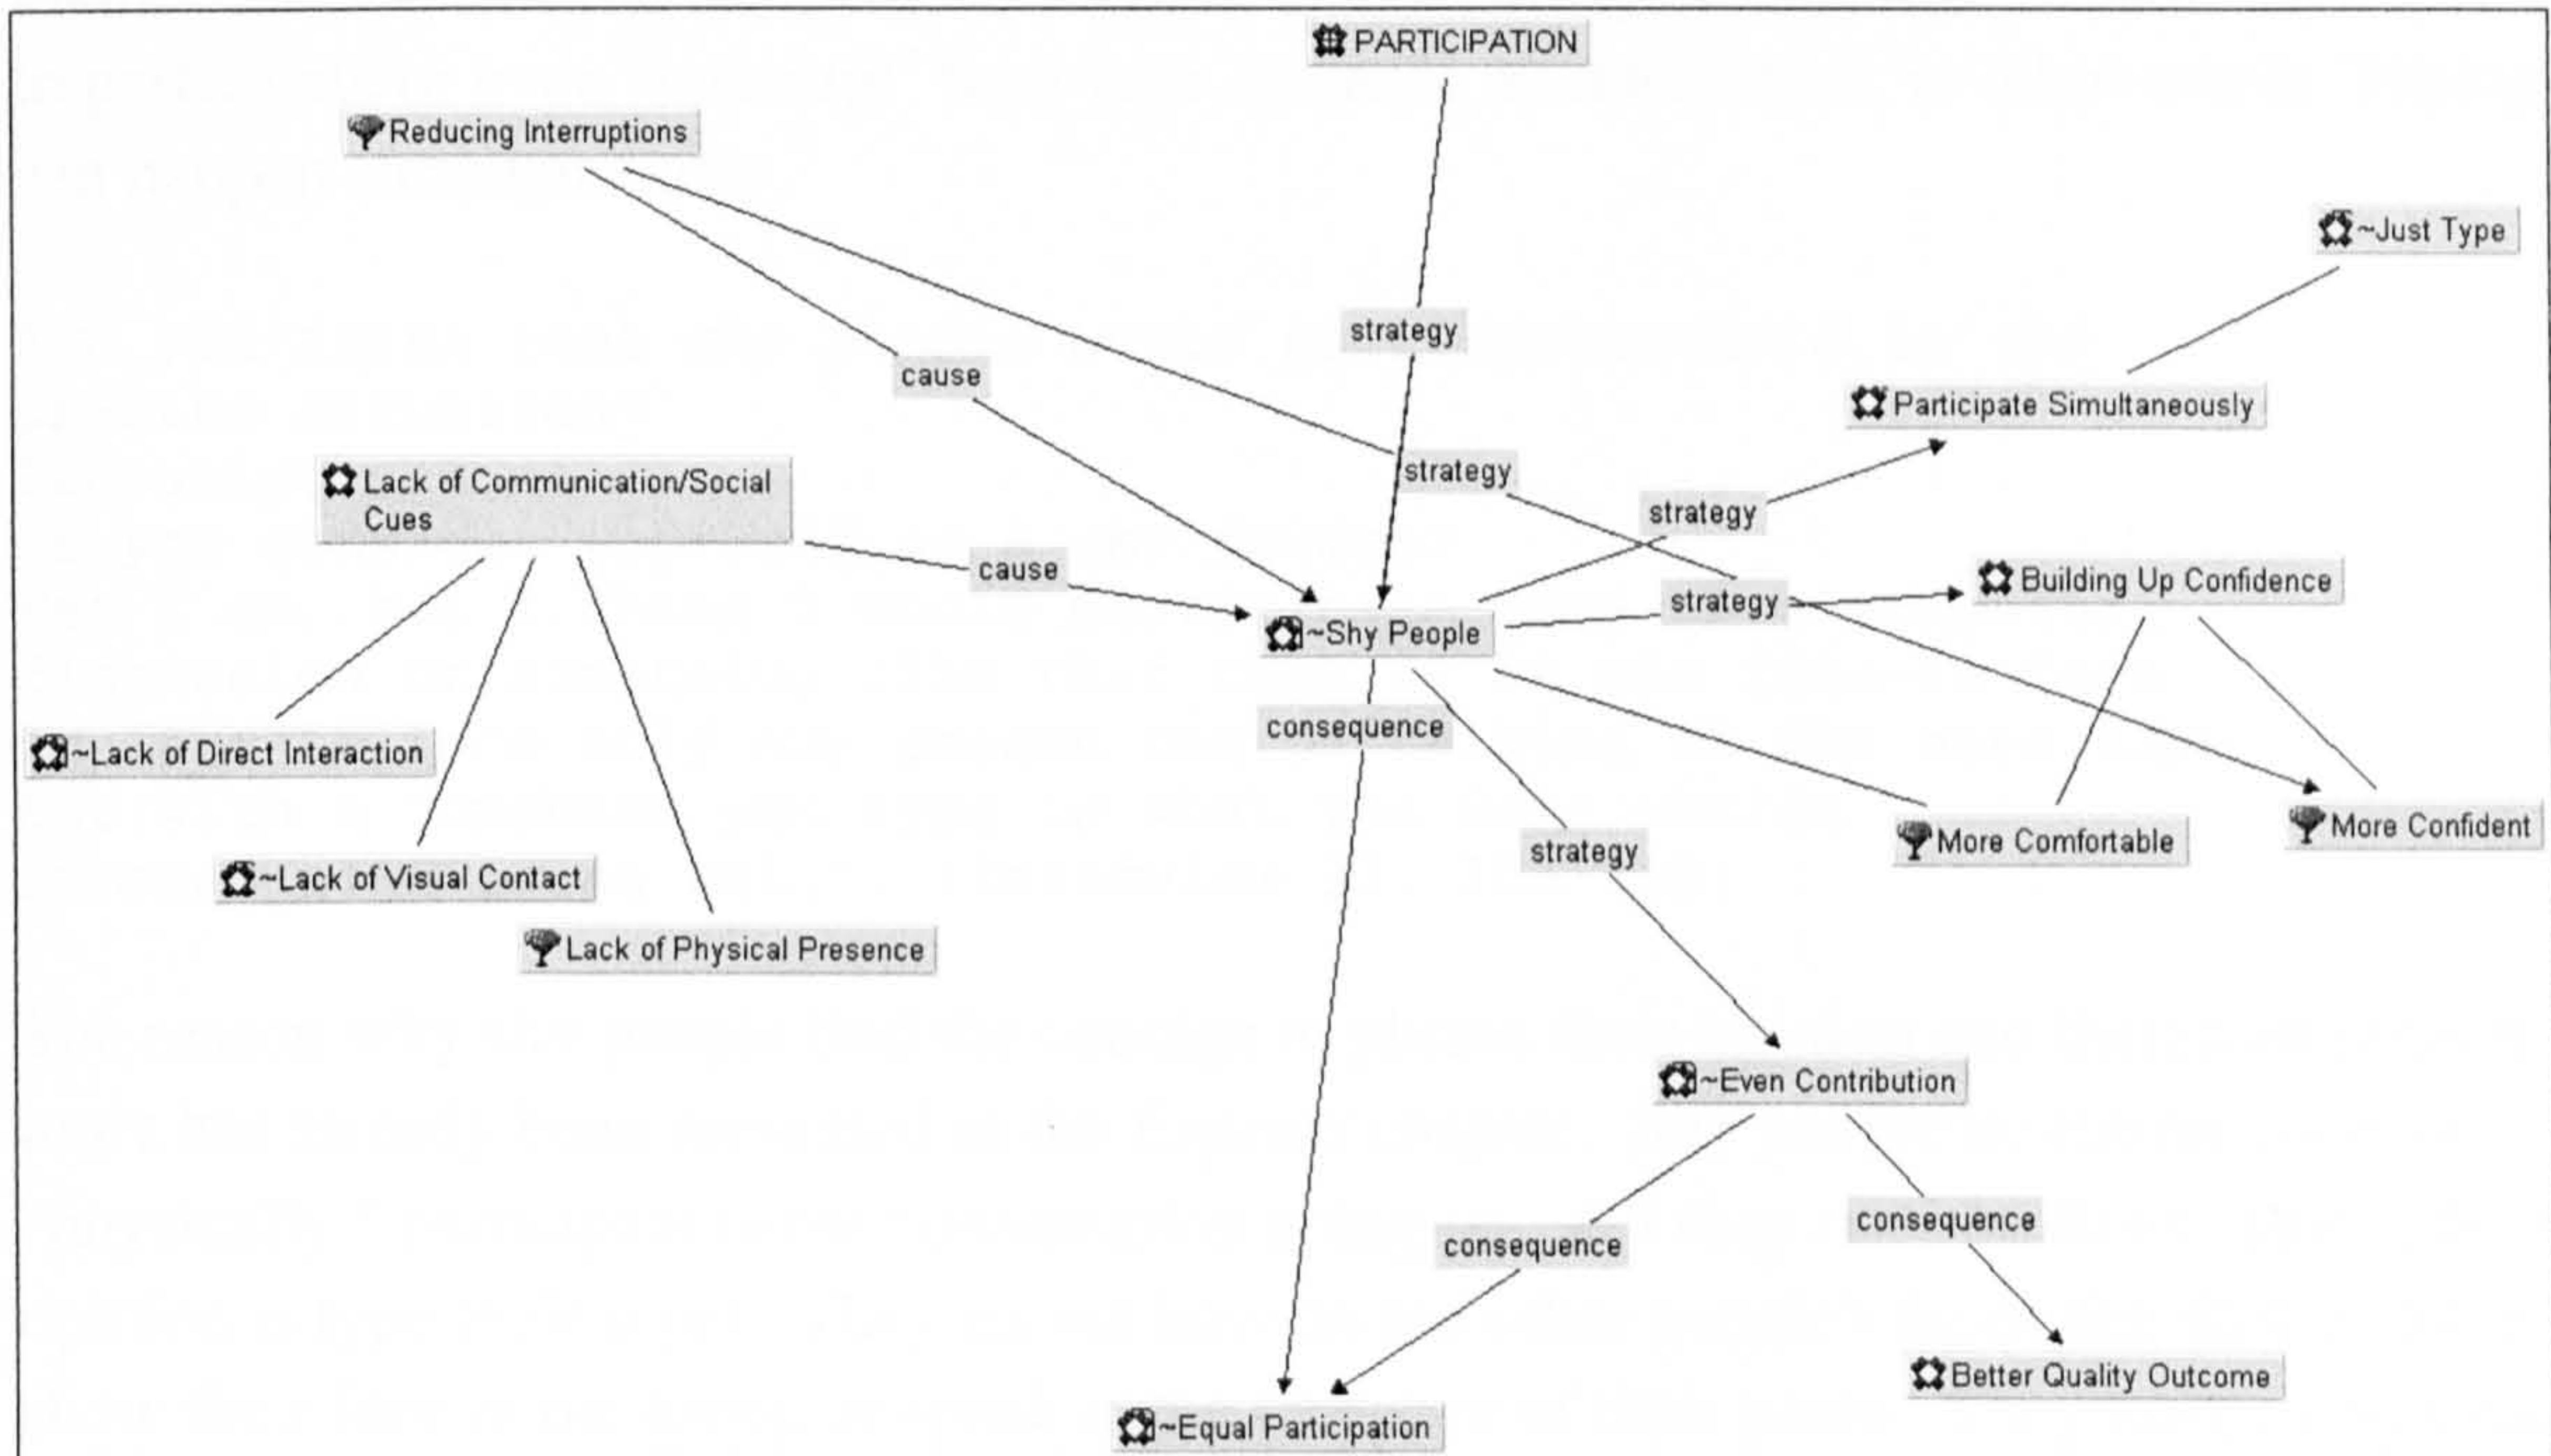 PARTICIPATION
Reducing Interruptions
~Just Type
strategy
cause
Participate Simultaneously
strategy
Lack of Communication/Social
Cues
strategy
cause
Building Up Confidence
strategy
~Shy People
consequence
~Lack of Direct Interaction
More Confident
More Comfortable
strategy
~Lack of Visual Contact
Lack of Physical Presence
~Even Contribution
consequence
consequence
Better Quality Outcome
~Equal Participation